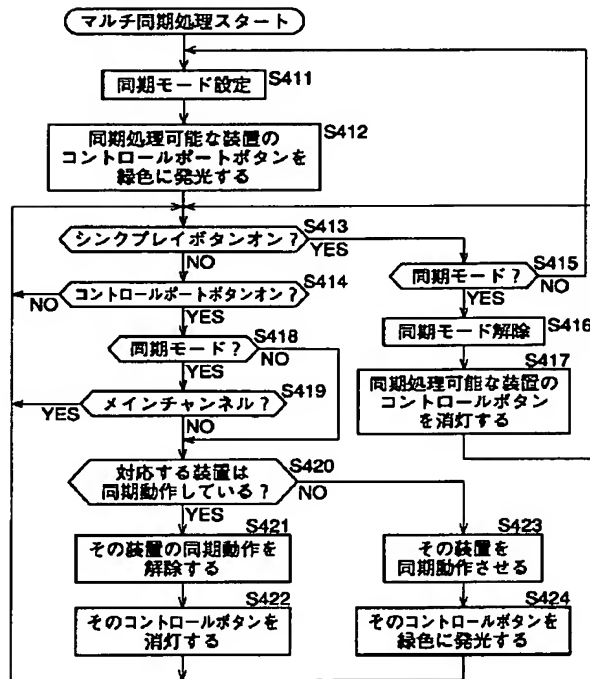 マルチ同期処理スタート
同期モード設定
S411
S412
同期処理可能な装置の
コントロールポートボタンを
緑色に発光する
S413
シンクプレイボタンオン？
YES
NO
S414
コントロールポートボタンオン？
NO
YES
S415
同期モード？
NO
YES
S416
同期モード解除
S417
同期処理可能な装置の
コントロールボタン
を消灯する
S418
同期モード？
NO
YES
S419
メインチャンネル？
YES
NO
S420
対応する装置は
同期動作している？
NO
YES
S421
その装置の同期動作を
解除する
S422
そのコントロールボタンを
消灯する
S423
その装置を
同期動作させる
S424
そのコントロールボタンを
緑色に発光する